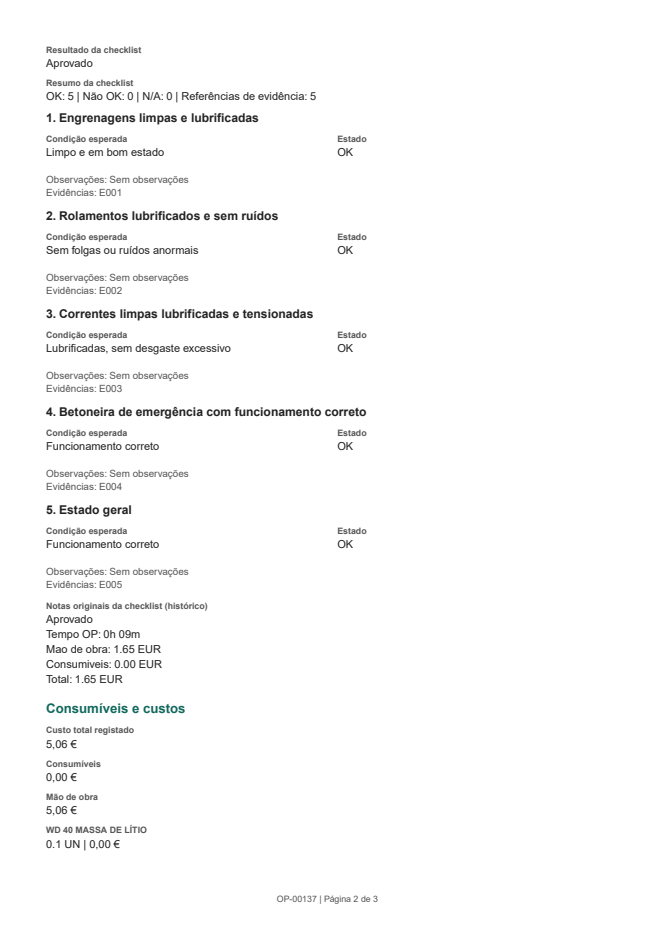 Resultado da checklist
Aprovado
Resumo da checklist
OK: 5 | Não OK: 0 | N/A: 0 | Referências de evidência: 5
1. Engrenagens limpas e lubrificadas
Condição esperada Estado
Limpo e em bom estado OK
Observações: Sem observações
Evidências: E001
2. Rolamentos lubrificados e sem ruídos
Condição esperada Estado
Sem folgas ou ruídos anormais OK
Observações: Sem observações
Evidências: E002
3. Correntes limpas lubrificadas e tensionadas
Condição esperada Estado
Lubrificadas, sem desgaste excessivo OK
Observações: Sem observações
Evidências: E003
4. Betoneira de emergência com funcionamento correto
Condição esperada Estado
Funcionamento correto OK
Observações: Sem observações
Evidências: E004
5. Estado geral
Condição esperada Estado
Funcionamento correto OK
Observações: Sem observações
Evidências: E005
Notas originais da checklist (histórico)
Aprovado
Tempo OP: 0h 09m
Mao de obra: 1.65 EUR
Consumiveis: 0.00 EUR
Total: 1.65 EUR
Consumíveis e custos
Custo total registado
5,06 €
Consumíveis
0,00 €
Mão de obra
5,06 €
WD 40 MASSA DE LÍTIO
0.1 UN | 0,00 €
OP-00137 | Página 2 de 3